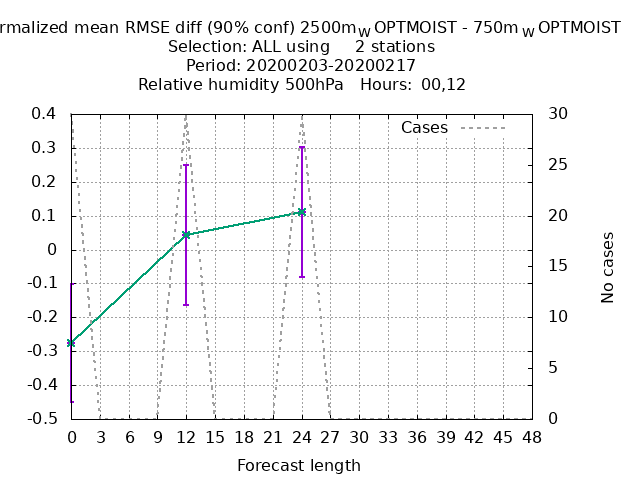 rmalized mean RMSE diff (90% conf) 2500m W OPTMOIST - 750m W OPTMOIST
Selection: ALL using 2 stations
Period: 20200203-20200217
Relative humidity 500hPa Hours: 00,12
Cases
0.4
0.3
0.2
0.1
0
-0.1
-0.2
-0.3
-0.4
-0.5
30
25
20
15
10
5
0
No cases
0 3 6 9 12 15 18 21 24 27 30 33 36 39 42 45 48
Forecast length